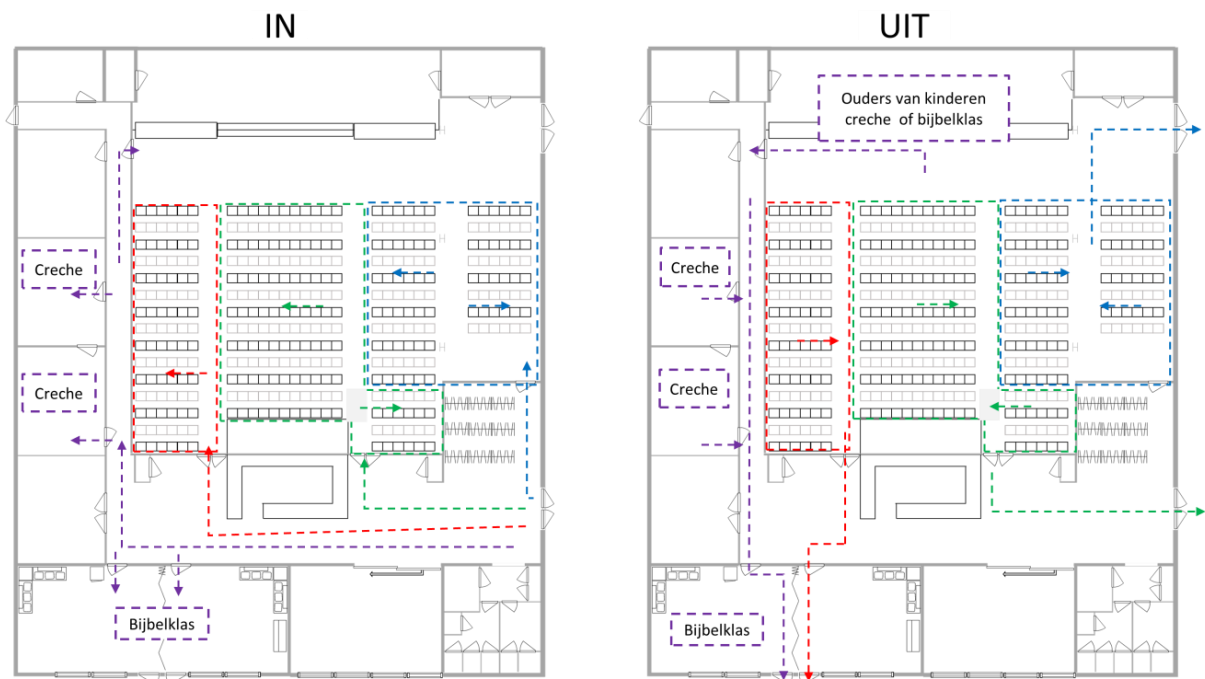 IN
UIT
Creche
Creche
Bijbelklas
Ouders van kinderen
creche of bijbelklas
Creche
Creche
Bijbelklas